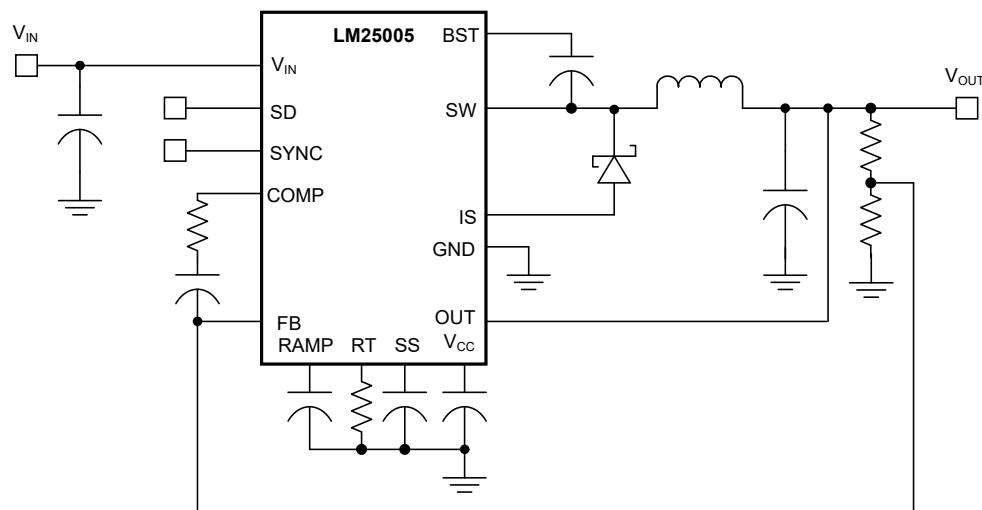 V_IN
LM25005
BST
V_IN
V_OUT
SD
SW
SYNC
COMP
IS
GND
FB
OUT
RAMP
RT
SS
V_CC